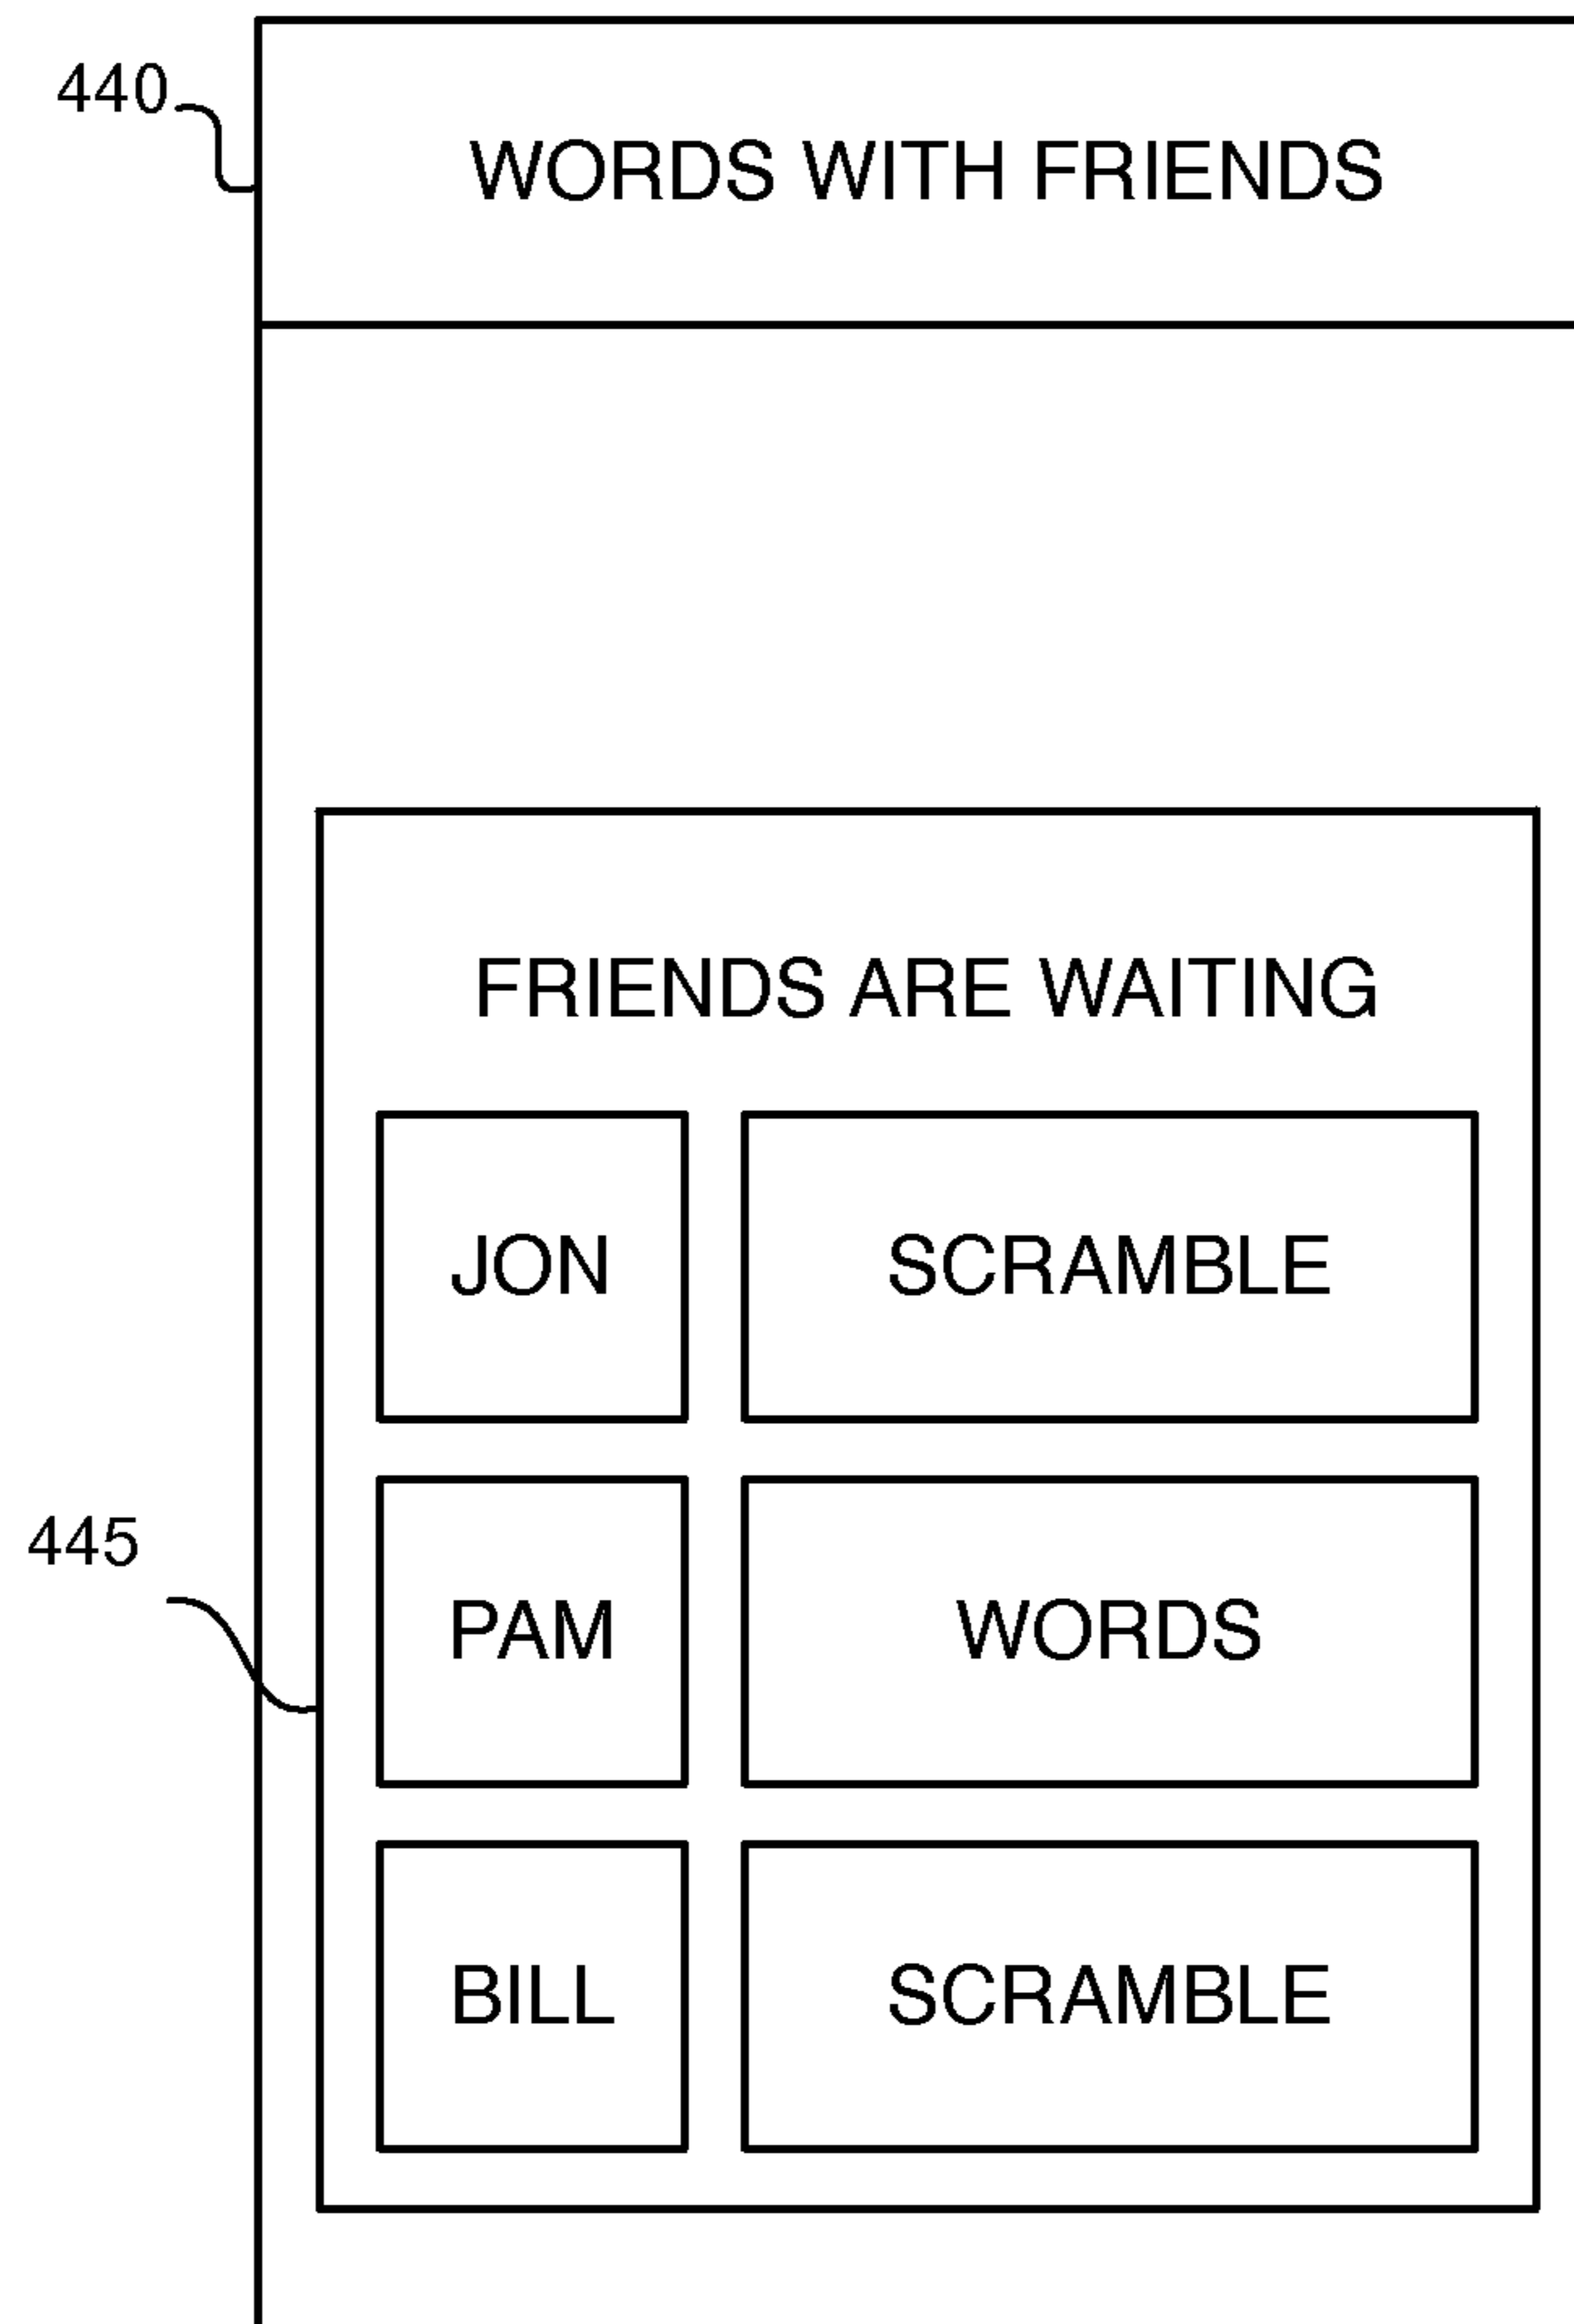 440
WORDS WITH FRIENDS
FRIENDS ARE WAITING
JON SCRAMBLE
445
PAM WORDS
BILL SCRAMBLE